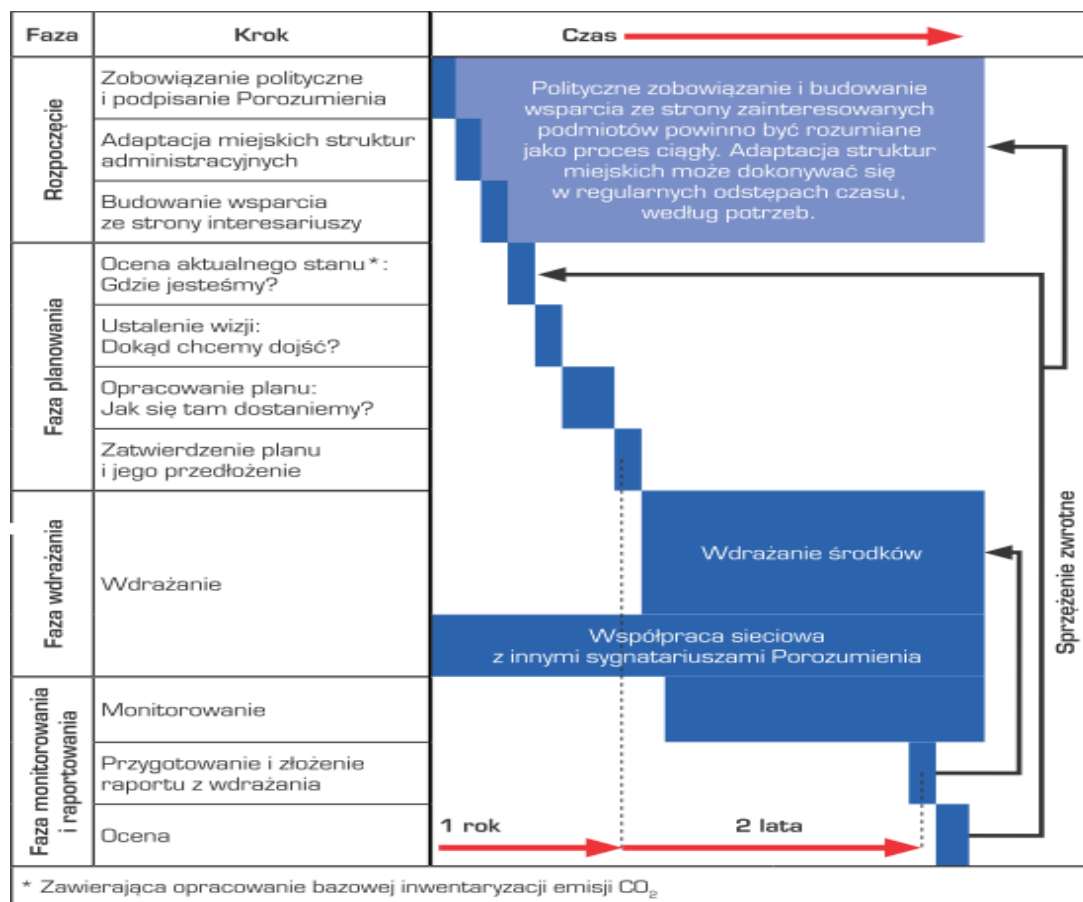 Faza
Krok
Czas
Rozpoczęcie
Zobowiązanie polityczne
i podpisanie Porozumienia
Adaptacja miejskich struktur
administracyjnych
Budowanie wsparcia
ze strony interesariuszy
Polityczne zobowiązanie i budowanie
wsparcia ze strony zainteresowanych
podmiotów powinno być rozumiane
jako proces ciągły. Adaptacja struktur
miejskich może dokonywać się
w regularnych odstępach czasu,
według potrzeb.
Faza planowania
Ocena aktualnego stanu*:
Gdzie jesteśmy?
Ustalenie wizji:
Dokąd chcemy dojść?
Opracowanie planu:
Jak się tam dostaniemy?
Zatwierdzenie planu
i jego przedłożenie
Faza wdrażania
Wdrażanie
Wdrażanie środków
Współpraca sieciowa
z innymi sygnatariuszami Porozumienia
Sprzężenie zwrotne
Faza monitorowania
i raportowania
Monitorowanie
Przygotowanie i złożenie
raportu z wdrażania
Ocena
1 rok
2 lata
* Zawierająca opracowanie bazowej inwentaryzacji emisji CO₂